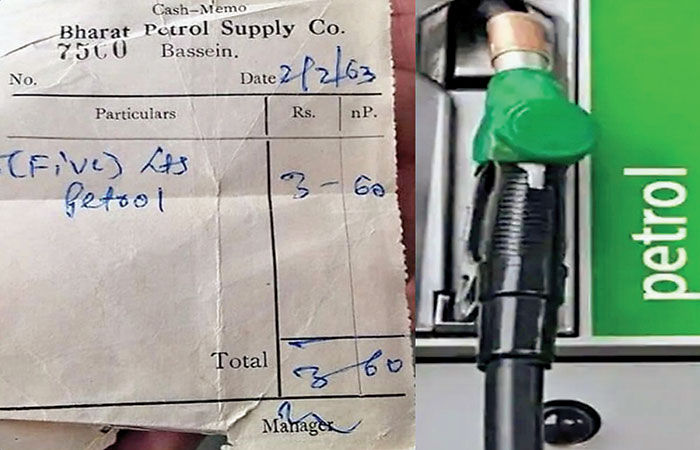 Cash-Memo
Bharat Petrol Supply Co.
7500 Bassein.
No. Date 2/2/63
Particulars Rs. nP.
(Five) Lts 3 - 60
Petrol
Total 3 - 60
Manager
petrol